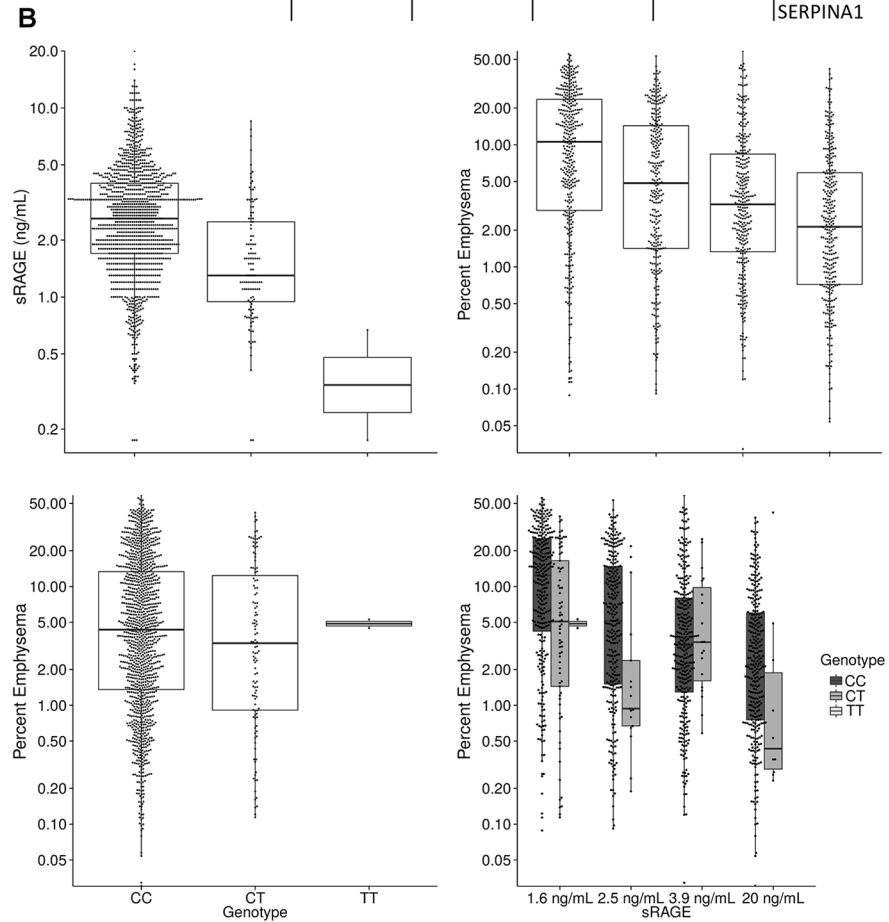 B
SERPINA1
sRAGE (ng/mL)
20.0
10.0
5.0
2.0
1.0
0.5
0.2
Percent Emphysema
50.00
20.00
10.00
5.00
2.00
1.00
0.50
0.20
0.10
0.05
Percent Emphysema
50.00
20.00
10.00
5.00
2.00
1.00
0.50
0.20
0.10
0.05
CC CT TT
Genotype
Percent Emphysema
50.00
20.00
10.00
5.00
2.00
1.00
0.50
0.20
0.10
0.05
1.6 ng/mL 2.5 ng/mL 3.9 ng/mL 20 ng/mL
sRAGE
Genotype
CC
CT
TT